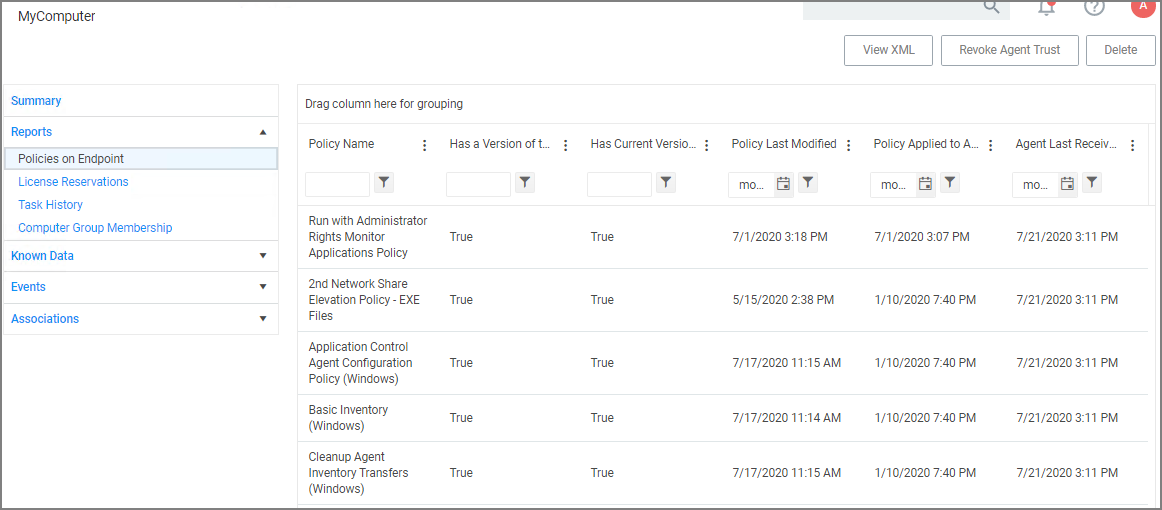 MyComputer
A
View XML
Revoke Agent Trust
Delete
Summary
Reports
Policies on Endpoint
License Reservations
Task History
Computer Group Membership
Known Data
Events
Associations
Drag column here for grouping
Policy Name
Has a Version of t...
Has Current Versio...
Policy Last Modified
Policy Applied to A...
Agent Last Receiv...
mo...
mo...
mo...
Run with Administrator
Rights Monitor
Applications Policy
True
True
7/1/2020 3:18 PM
7/1/2020 3:07 PM
7/21/2020 3:11 PM
2nd Network Share
Elevation Policy - EXE
Files
True
True
5/15/2020 2:38 PM
1/10/2020 7:40 PM
7/21/2020 3:11 PM
Application Control
Agent Configuration
Policy (Windows)
True
True
7/17/2020 11:15 AM
1/10/2020 7:40 PM
7/21/2020 3:11 PM
Basic Inventory
(Windows)
True
True
7/17/2020 11:14 AM
1/10/2020 7:40 PM
7/21/2020 3:11 PM
Cleanup Agent
Inventory Transfers
(Windows)
True
True
7/17/2020 11:15 AM
1/10/2020 7:40 PM
7/21/2020 3:11 PM